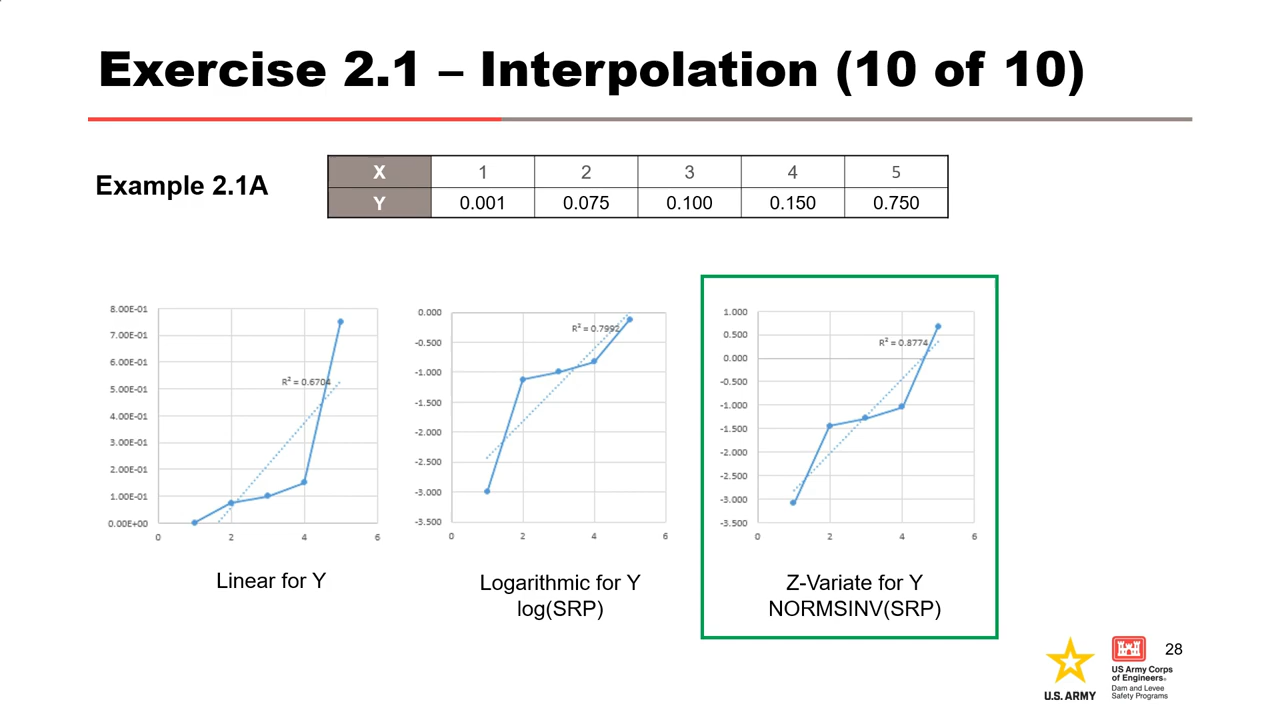 Exercise 2.1 – Interpolation (10 of 10)
Example 2.1A
X 1 2 3 4 5
Y 0.001 0.075 0.100 0.150 0.750
8.00E-01
7.00E-01
6.00E-01
5.00E-01
4.00E-01
3.00E-01
2.00E-01
1.00E-01
0.00E+00
R² = 0.6704
0 2 4 6
Linear for Y
0.000
-0.500
-1.000
-1.500
-2.000
-2.500
-3.000
-3.500
R² = 0.7992
0 2 4 6
Logarithmic for Y
log(SRP)
1.000
0.500
0.000
-0.500
-1.000
-1.500
-2.000
-2.500
-3.000
-3.500
R² = 0.8774
0 2 4 6
Z-Variate for Y
NORMSINV(SRP)
28
U.S. ARMY
US Army Corps
of Engineers®
Dam and Levee
Safety Programs